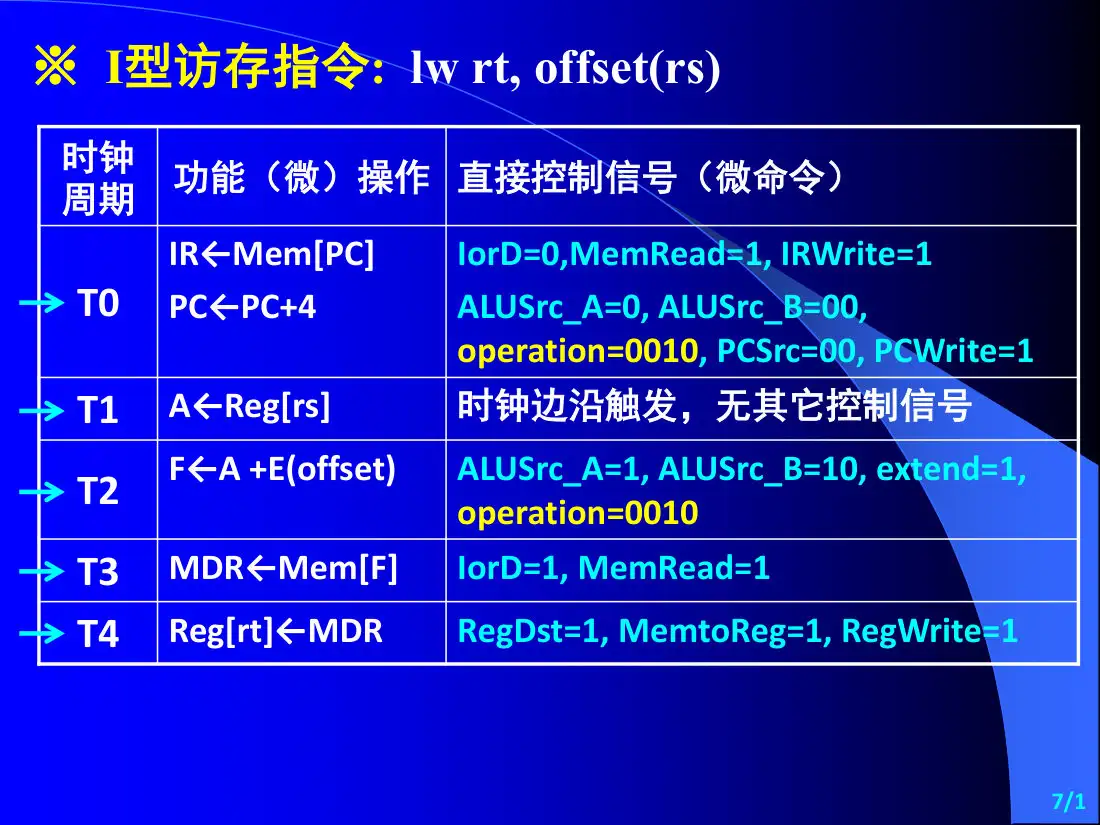 ※ I型访存指令: lw rt, offset(rs)
时钟
周期
功能（微）操作
直接控制信号（微命令）
T0
IR←Mem[PC]
IorD=0,MemRead=1, IRWrite=1
PC←PC+4
ALUSrc_A=0, ALUSrc_B=00,
operation=0010, PCSrc=00, PCWrite=1
T1
A←Reg[rs]
时钟边沿触发，无其它控制信号
T2
F←A +E(offset)
ALUSrc_A=1, ALUSrc_B=10, extend=1,
operation=0010
T3
MDR←Mem[F]
IorD=1, MemRead=1
T4
Reg[rt]←MDR
RegDst=1, MemtoReg=1, RegWrite=1
7/1